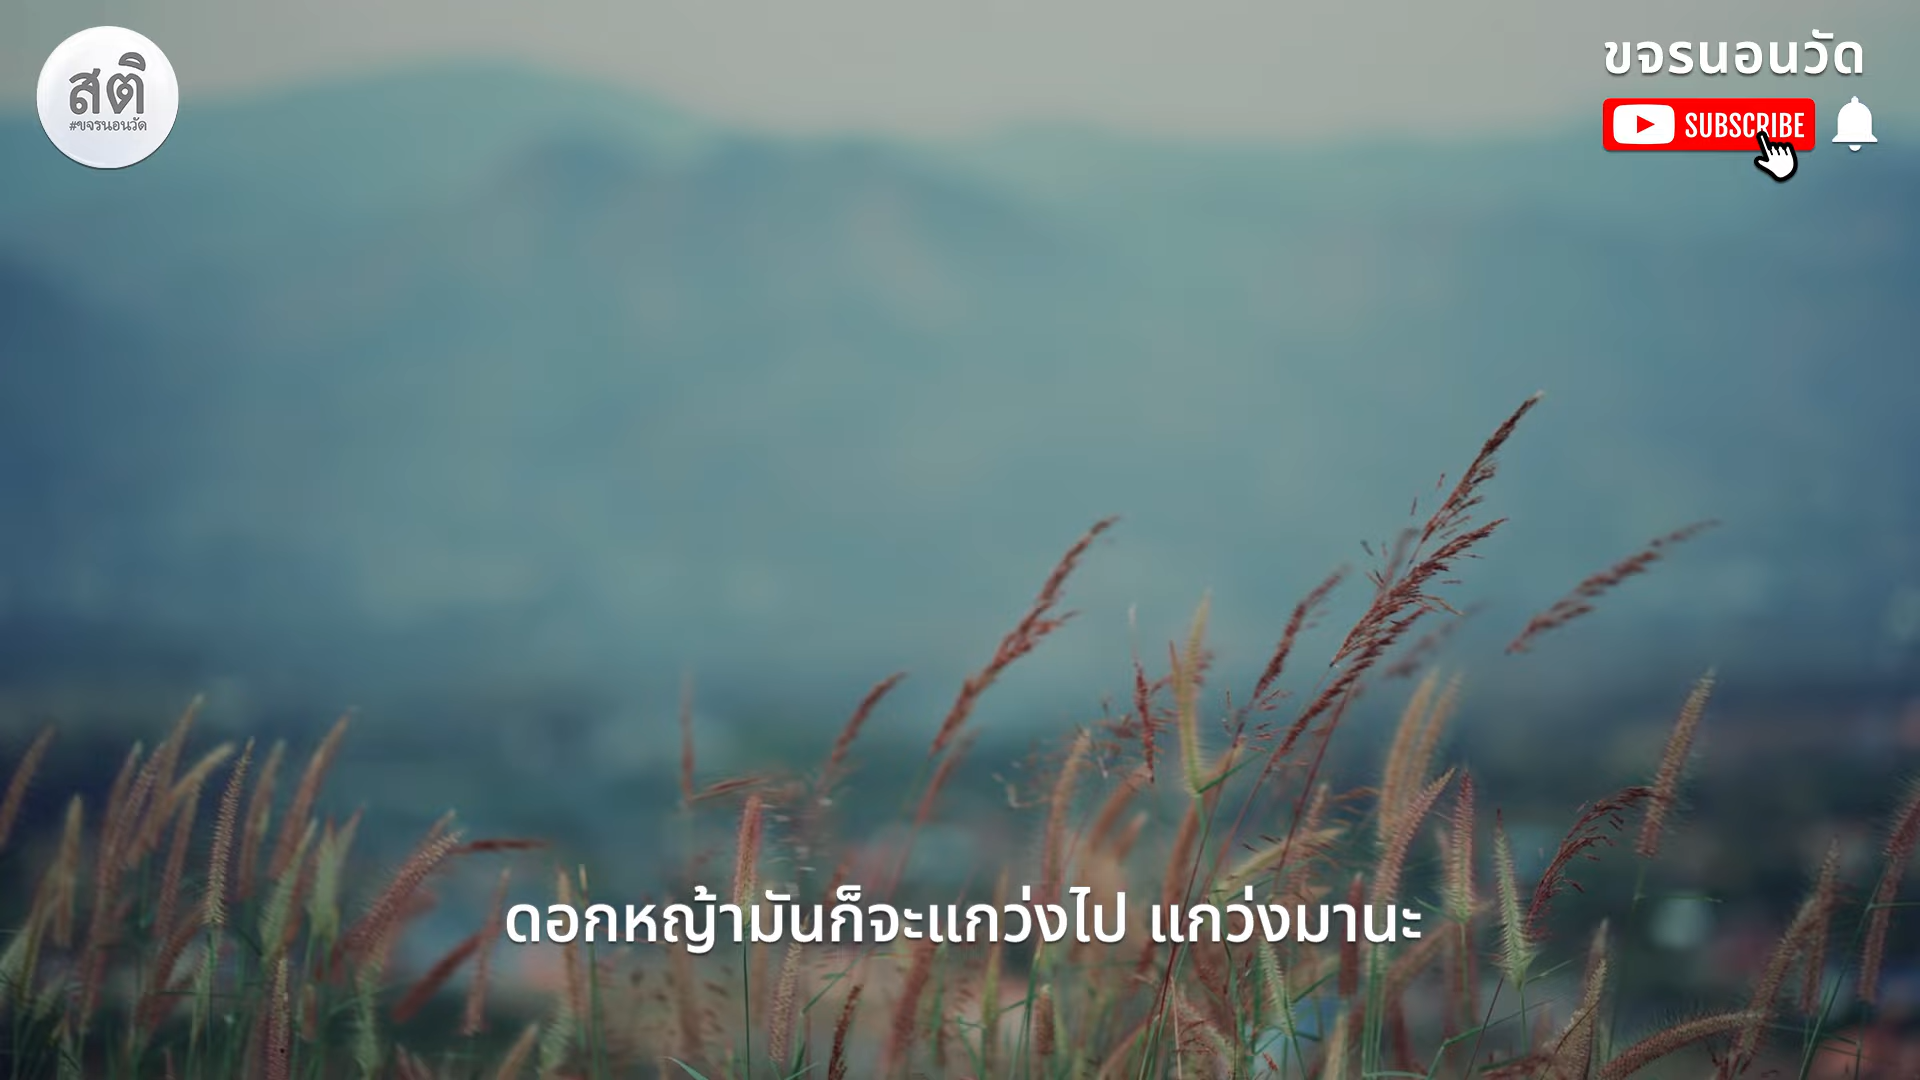 สติ
#ขจรนอนวัด
ขจรนอนวัด
SUBSCRIBE
ดอกหญ้ามันก็จะแกว่งไป แกว่งมานะ